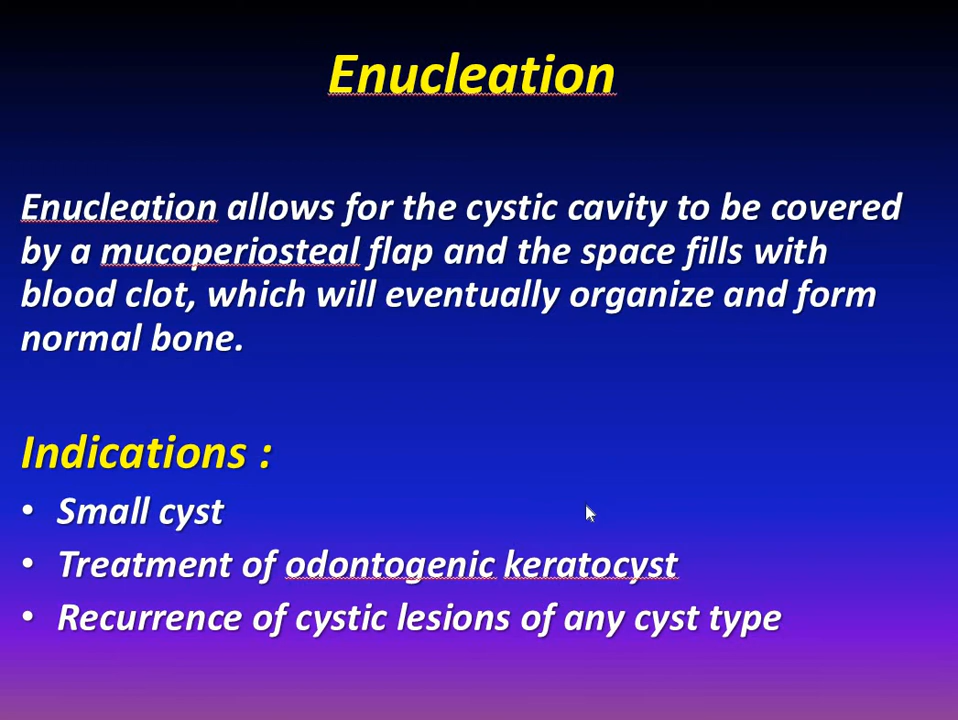 Enucleation
Enucleation allows for the cystic cavity to be covered
by a mucoperiosteal flap and the space fills with
blood clot, which will eventually organize and form
normal bone.
Indications :
• Small cyst
• Treatment of odontogenic keratocyst
• Recurrence of cystic lesions of any cyst type